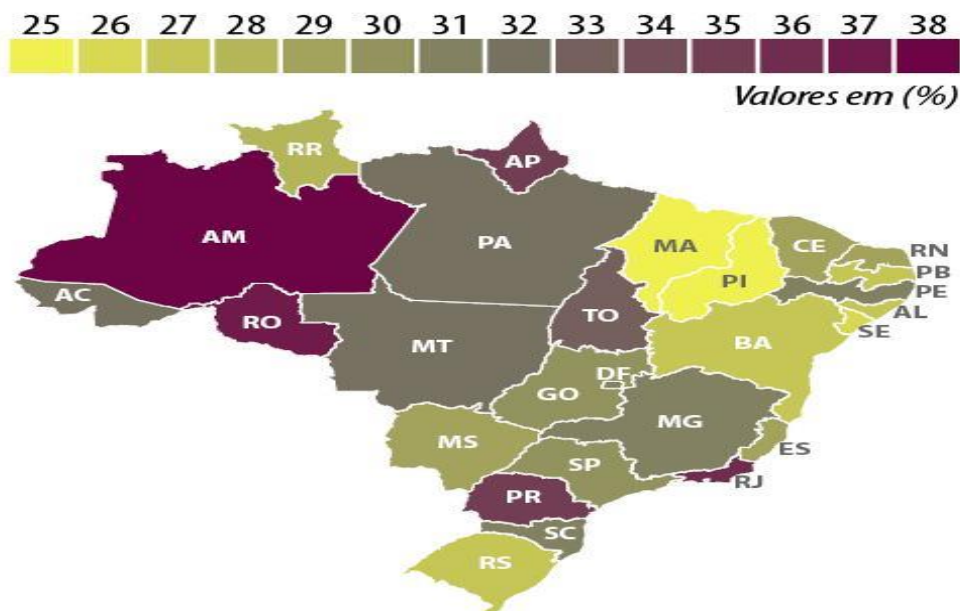 25 26 27 28 29 30 31 32 33 34 35 36 37 38
Valores em (%)
RR
AP
AM
PA
MA
CE
RN
PI
PB
PE
AC
AL
RO
TO
SE
MT
BA
DF
GO
MG
MS
ES
SP
RJ
PR
SC
RS